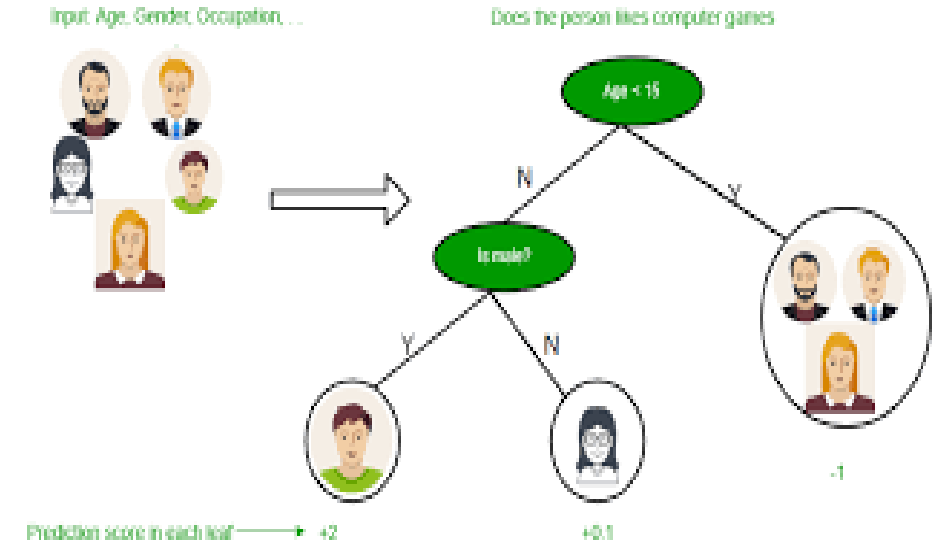 Input: Age, Gender, Occupation, ...
Does the person likes computer games
Age < 15
N
Y
Is male?
Y
N
-1
Prediction score in each leaf
+2
+0.1